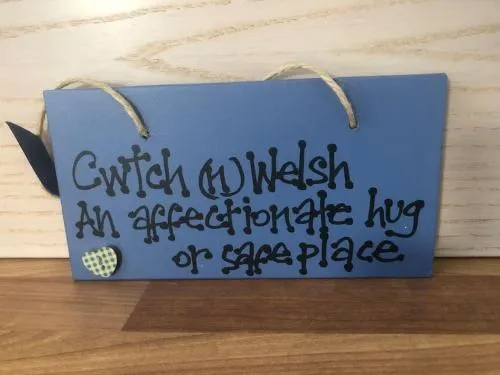 Cwtch (n) Welsh
An affectionate hug
or safe place